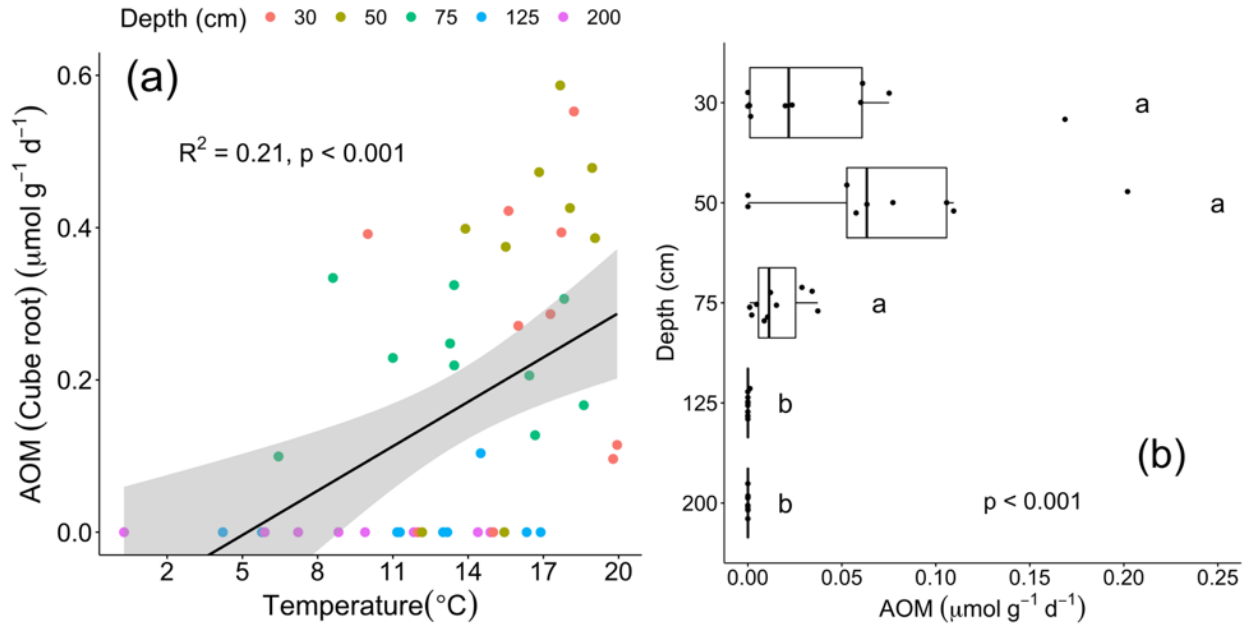 Depth (cm) 30 50 75 125 200
(a)
R² = 0.21, p < 0.001
AOM (Cube root) (μmol g⁻¹ d⁻¹)
0.6
0.4
0.2
0.0
2 5 8 11 14 17 20
Temperature(°C)
Depth (cm)
30
a
50
a
75
a
125
b
200
b
(b)
p < 0.001
0.00 0.05 0.10 0.15 0.20 0.25
AOM (μmol g⁻¹ d⁻¹)